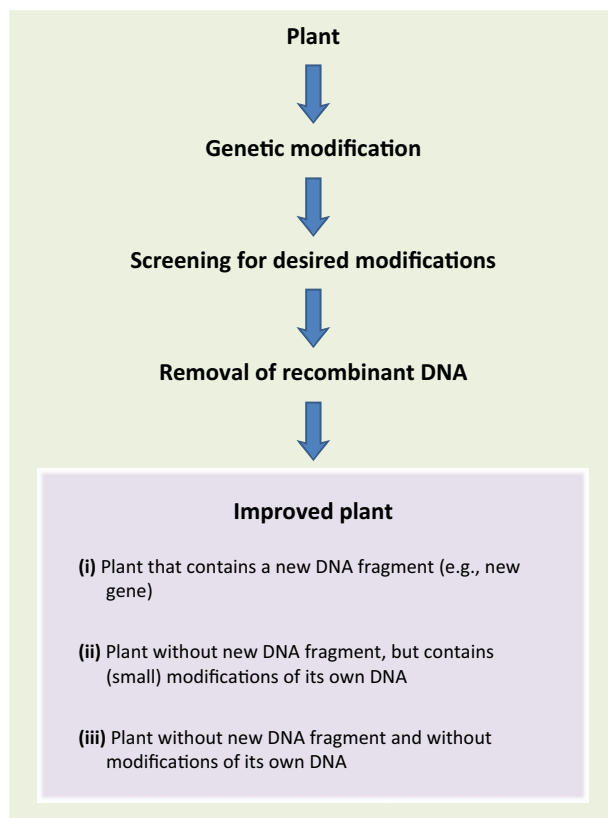 Plant
Genetic modification
Screening for desired modifications
Removal of recombinant DNA
Improved plant
(i) Plant that contains a new DNA fragment (e.g., new
gene)
(ii) Plant without new DNA fragment, but contains
(small) modifications of its own DNA
(iii) Plant without new DNA fragment and without
modifications of its own DNA